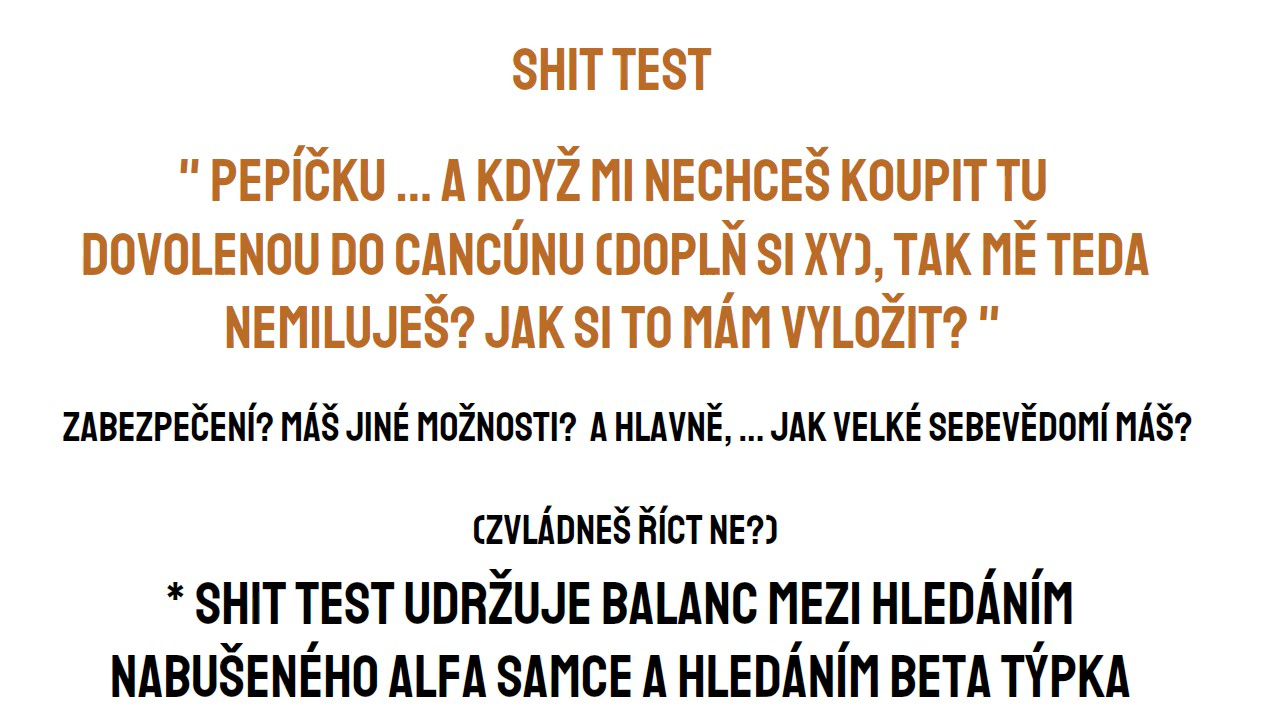 SHIT TEST
" PEPÍČKU ... A KDYŽ MI NECHCEŠ KOUPIT TU
DOVOLENOU DO CANCÚNU (DOPLŇ SI XY), TAK MĚ TEDA
NEMILUJEŠ? JAK SI TO MÁM VYLOŽIT? "
ZABEZPEČENÍ? MÁŠ JINÉ MOŽNOSTI? A HLAVNĚ, ... JAK VELKÉ SEBEVĚDOMÍ MÁŠ?
(ZVLÁDNEŠ ŘÍCT NE?)
* SHIT TEST UDRŽUJE BALANC MEZI HLEDÁNÍM
NABUŠENÉHO ALFA SAMCE A HLEDÁNÍM BETA TÝPKA